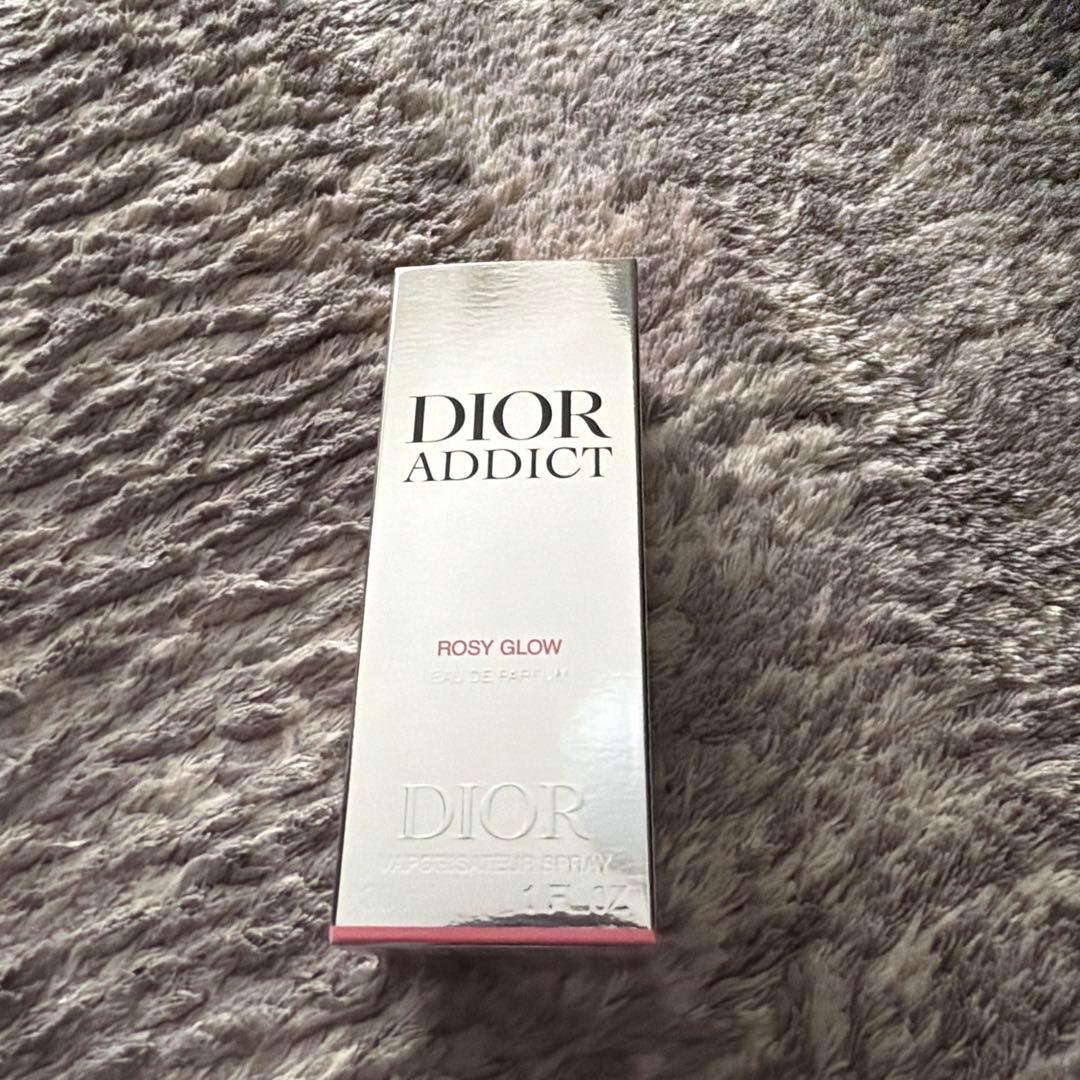 DIOR
ADDICT
ROSY GLOW
EAU DE PARFUM
DIOR
VAPORISATEUR SPRAY
1 FL.OZ